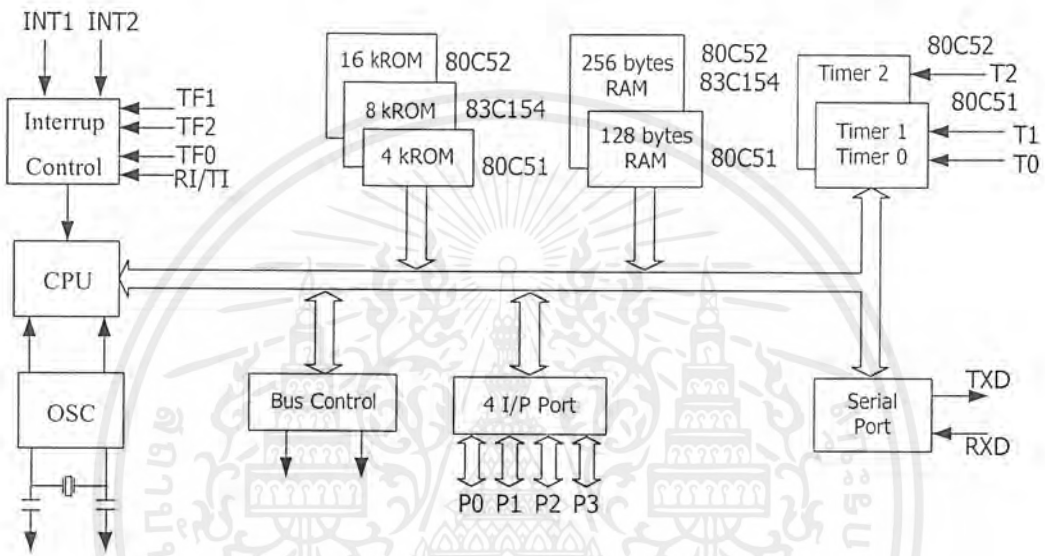 INT1 INT2
TF1
TF2
TF0
RI/TI
Interrup
Control
16 kROM
80C52
8 kROM
83C154
4 kROM
80C51
256 bytes
RAM
80C52
83C154
128 bytes
RAM
80C51
80C52
Timer 2
T2
80C51
Timer 1
T1
Timer 0
T0
CPU
OSC
Bus Control
4 I/P Port
P0 P1 P2 P3
Serial
Port
TXD
RXD